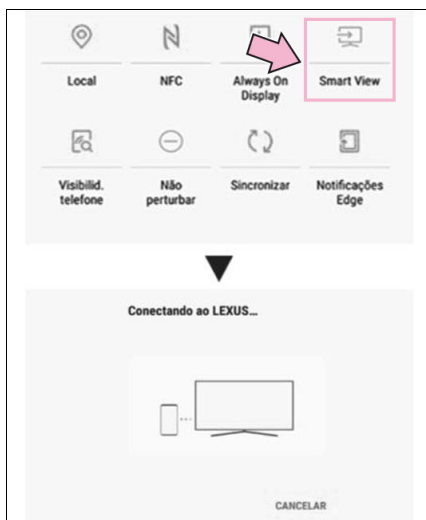 Local NFC Always On Smart View
Display
Visibilid. Não Sincronizar Notificações
telefone perturbar Edge
Conectando ao LEXUS...
CANCELAR